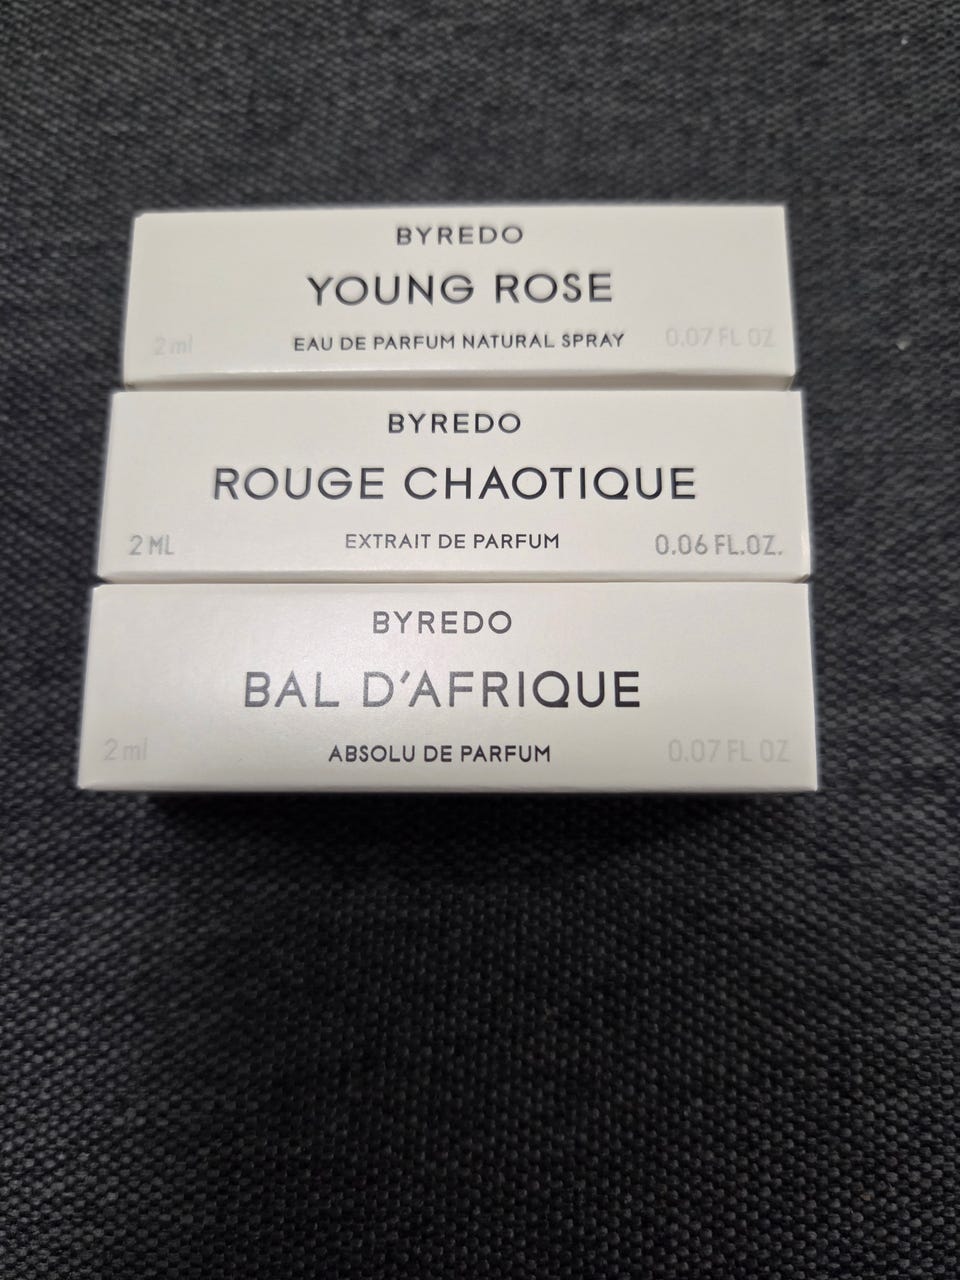 BYREDO
YOUNG ROSE
2 ml EAU DE PARFUM NATURAL SPRAY 0.07 FL OZ
BYREDO
ROUGE CHAOTIQUE
2 ML EXTRAIT DE PARFUM 0.06 FL.OZ.
BYREDO
BAL D'AFRIQUE
2 ml ABSOLU DE PARFUM 0.07 FL OZ